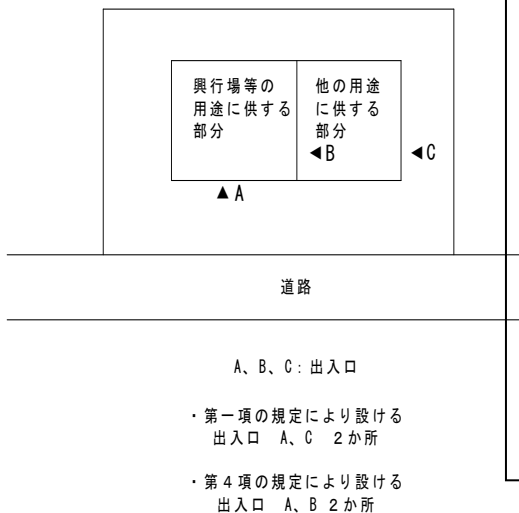 興行場等の
用途に供する
部分
他の用途
に供する
部分
◀B
◀C
▲A
道路
A、B、C：出入口
・第一項の規定により設ける
出入口　A、C　2か所
・第4項の規定により設ける
出入口　A、B 2か所